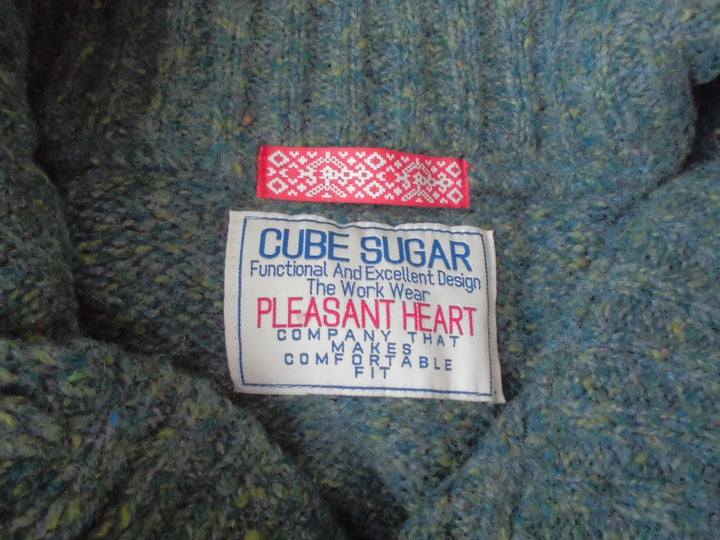 CUBE SUGAR
Functional And Excellent Design
The Work Wear
PLEASANT HEART
COMPANY THAT
MAKES
COMFORTABLE
FIT